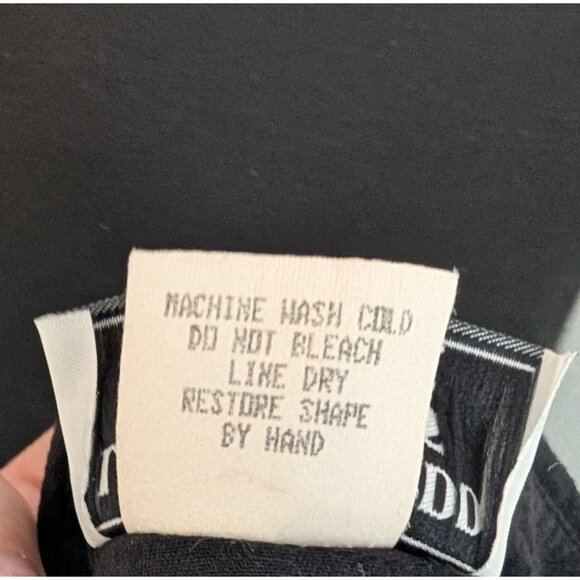 MACHINE WASH COLD
DO NOT BLEACH
LINE DRY
RESTORE SHAPE
BY HAND